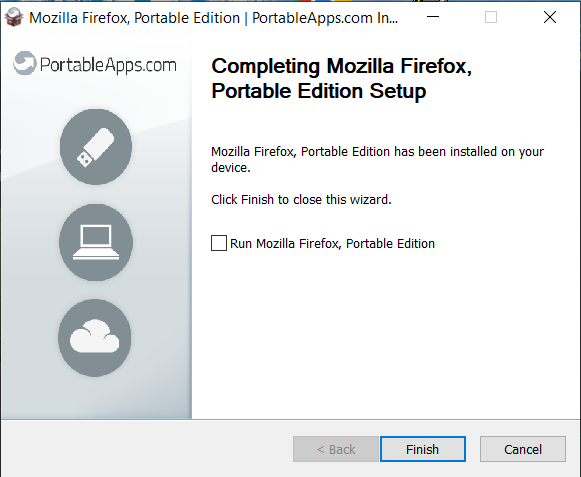 Mozilla Firefox, Portable Edition | PortableApps.com In...
PortableApps.com
Completing Mozilla Firefox,
Portable Edition Setup
Mozilla Firefox, Portable Edition has been installed on your
device.
Click Finish to close this wizard.
Run Mozilla Firefox, Portable Edition
< Back
Finish
Cancel